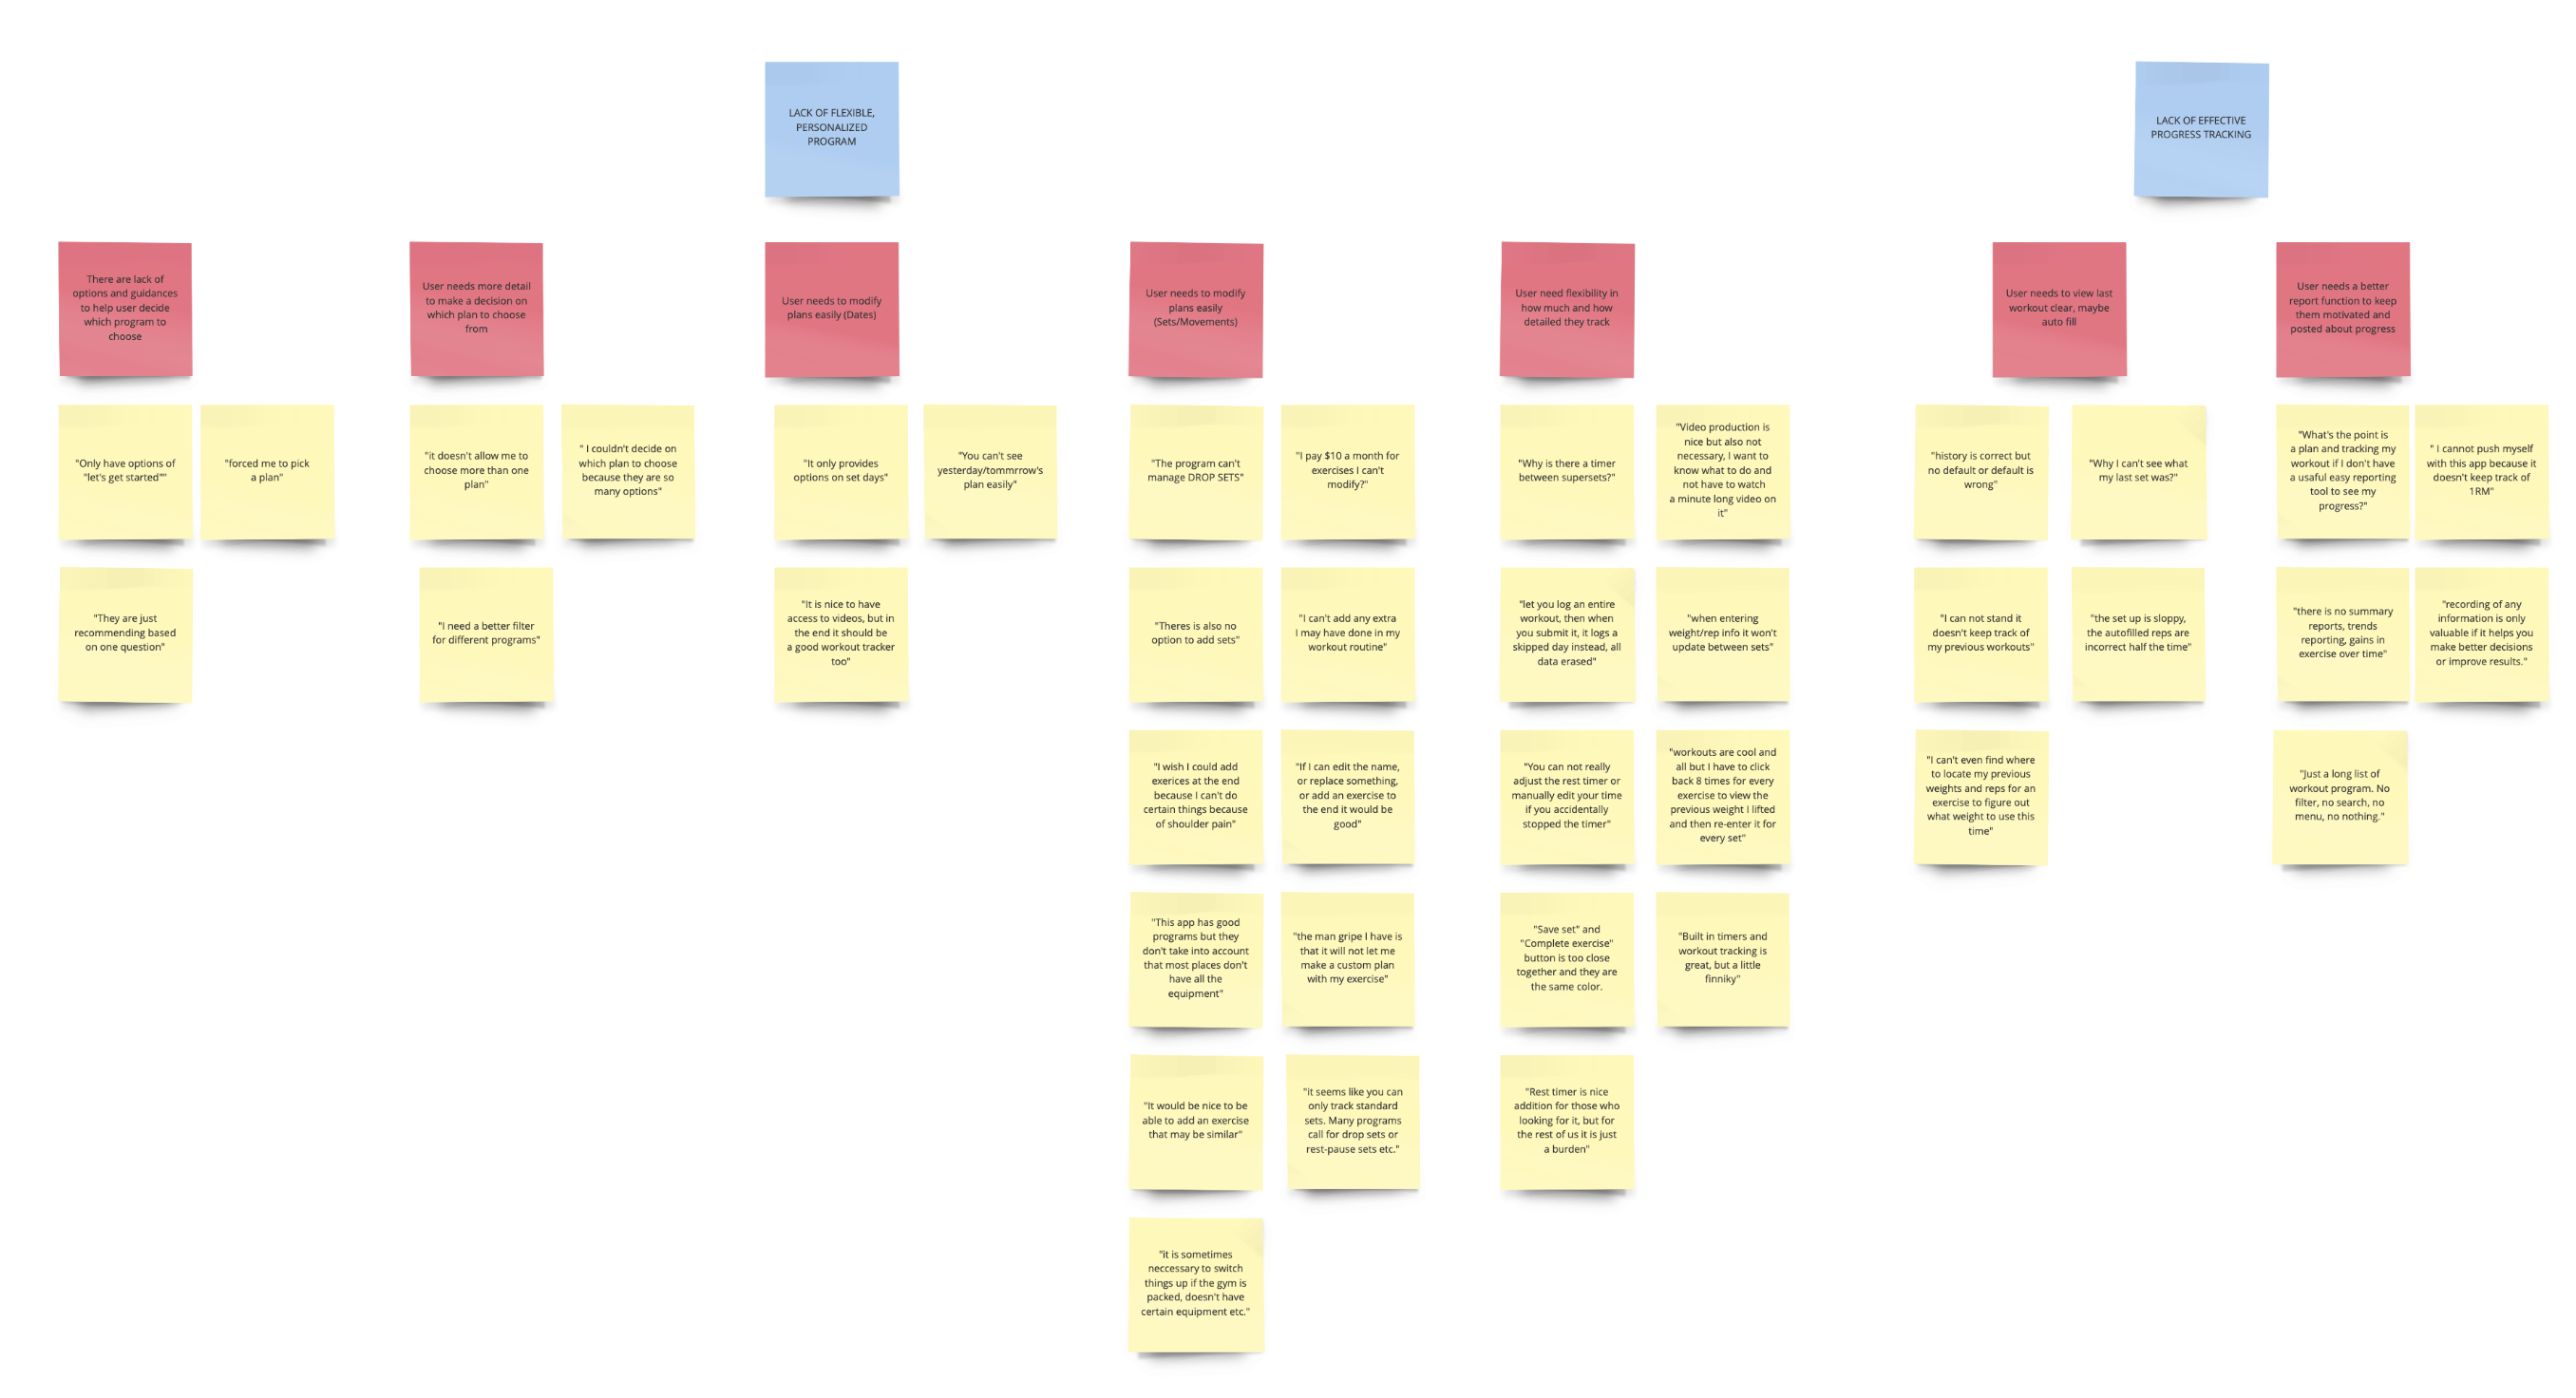 LACK OF FLEXIBLE,
PERSONALIZED
PROGRAM
LACK OF EFFECTIVE
PROGRESS TRACKING
There are lack of
options and guidances
to help user decide
which program to
choose
User needs more detail
to make a decision on
which plan to choose
from
User needs to modify
plans easily (Dates)
User needs to modify
plans easily
(Sets/Movements)
User need flexibility in
how much and how
detailed they track
User needs to view last
workout clear, maybe
auto fill
User needs a better
report function to keep
them motivated and
posted about progress
"Only have options of
"let's get started""
"forced me to pick
a plan"
"it doesn't allow me to
choose more than one
plan"
" I couldn't decide on
which plan to choose
because they are so
many options"
"It only provides
options on set days"
"You can't see
yesterday/tommrrow's
plan easily"
"The program can't
manage DROP SETS"
"I pay $10 a month for
exercises I can't
modify?"
"Why is there a timer
between supersets?"
"Video production is
nice but also not
necessary, I want to
know what to do and
not have to watch
a minute long video on
it"
"history is correct but
no default or default is
wrong"
"Why I can't see what
my last set was?"
"What's the point is
a plan and tracking my
workout if I don't have
a usaful easy reporting
tool to see my
progress?"
" I cannot push myself
with this app because it
doesn't keep track of
1RM"
"They are just
recommending based
on one question"
"I need a better filter
for different programs"
"It is nice to have
access to videos, but in
the end it should be
a good workout tracker
too"
"Theres is also no
option to add sets"
"I can't add any extra
I may have done in my
workout routine"
"let you log an entire
workout, then when
you submit it, it logs a
skipped day instead, all
data erased"
"when entering
weight/rep info it won't
update between sets"
"I can not stand it
doesn't keep track of
my previous workouts"
"the set up is sloppy,
the autofilled reps are
incorrect half the time"
"there is no summary
reports, trends
reporting, gains in
exercise over time"
"recording of any
information is only
valuable if it helps you
make better decisions
or improve results."
"I wish I could add
exerices at the end
because I can't do
certain things because
of shoulder pain"
"If I can edit the name,
or replace something,
or add an exercise to
the end it would be
good"
"You can not really
adjust the rest timer or
manually edit your time
if you accidentally
stopped the timer"
"workouts are cool and
all but I have to click
back 8 times for every
exercise to view the
previous weight I lifted
and then re-enter it for
every set"
"I can't even find where
to locate my previous
weights and reps for an
exercise to figure out
what weight to use this
time"
"Just a long list of
workout program. No
filter, no search, no
menu, no nothing."
"This app has good
programs but they
don't take into account
that most places don't
have all the
equipment"
"the man gripe I have is
that it will not let me
make a custom plan
with my exercise"
"Save set" and
"Complete exercise"
button is too close
together and they are
the same color.
"Built in timers and
workout tracking is
great, but a little
finniky"
"It would be nice to be
able to add an exercise
that may be similar"
"it seems like you can
only track standard
sets. Many programs
call for drop sets or
rest-pause sets etc."
"Rest timer is nice
addition for those who
looking for it, but for
the rest of us it is just
a burden"
"it is sometimes
neccessary to switch
things up if the gym is
packed, doesn't have
certain equipment etc."